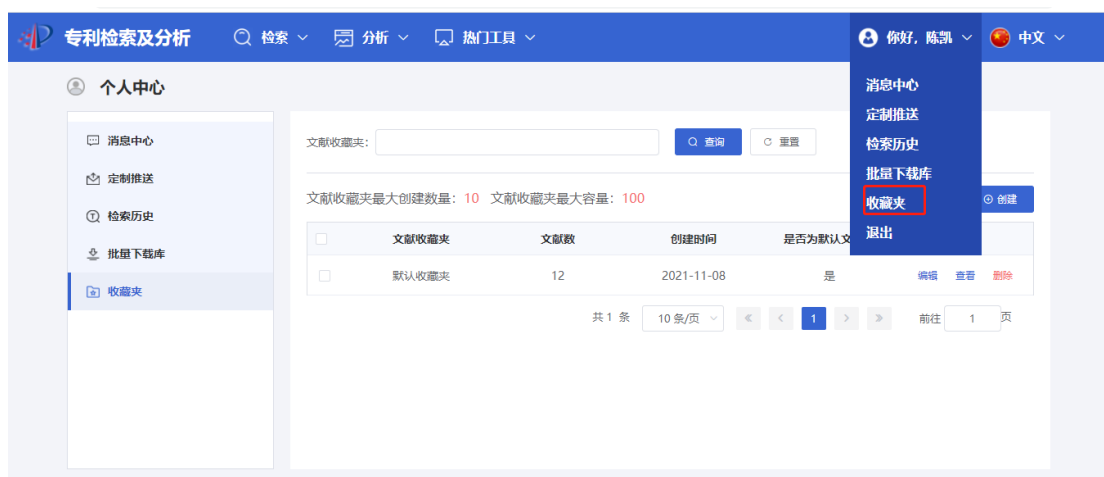 专利检索及分析 检索 分析 热门工具 你好, 陈凯 中文
个人中心
消息中心
定制推送
检索历史
批量下载库
收藏夹
退出
消息中心
定制推送
检索历史
批量下载库
收藏夹
文献收藏夹: 查询 重置
文献收藏夹最大创建数量: 10 文献收藏夹最大容量: 100 创建
文献收藏夹 文献数 创建时间 是否为默认文
默认收藏夹 12 2021-11-08 是 编辑 查看 删除
共 1 条 10 条/页 « < 1 > » 前往 1 页